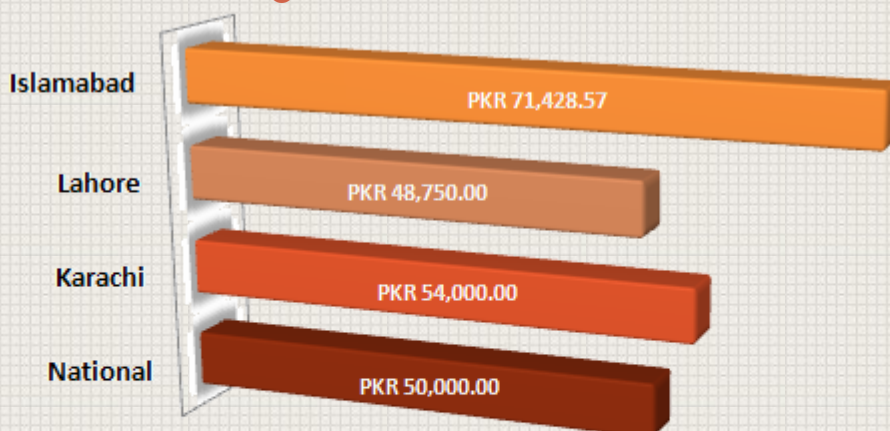 Islamabad
PKR 71,428.57
Lahore
PKR 48,750.00
Karachi
PKR 54,000.00
National
PKR 50,000.00